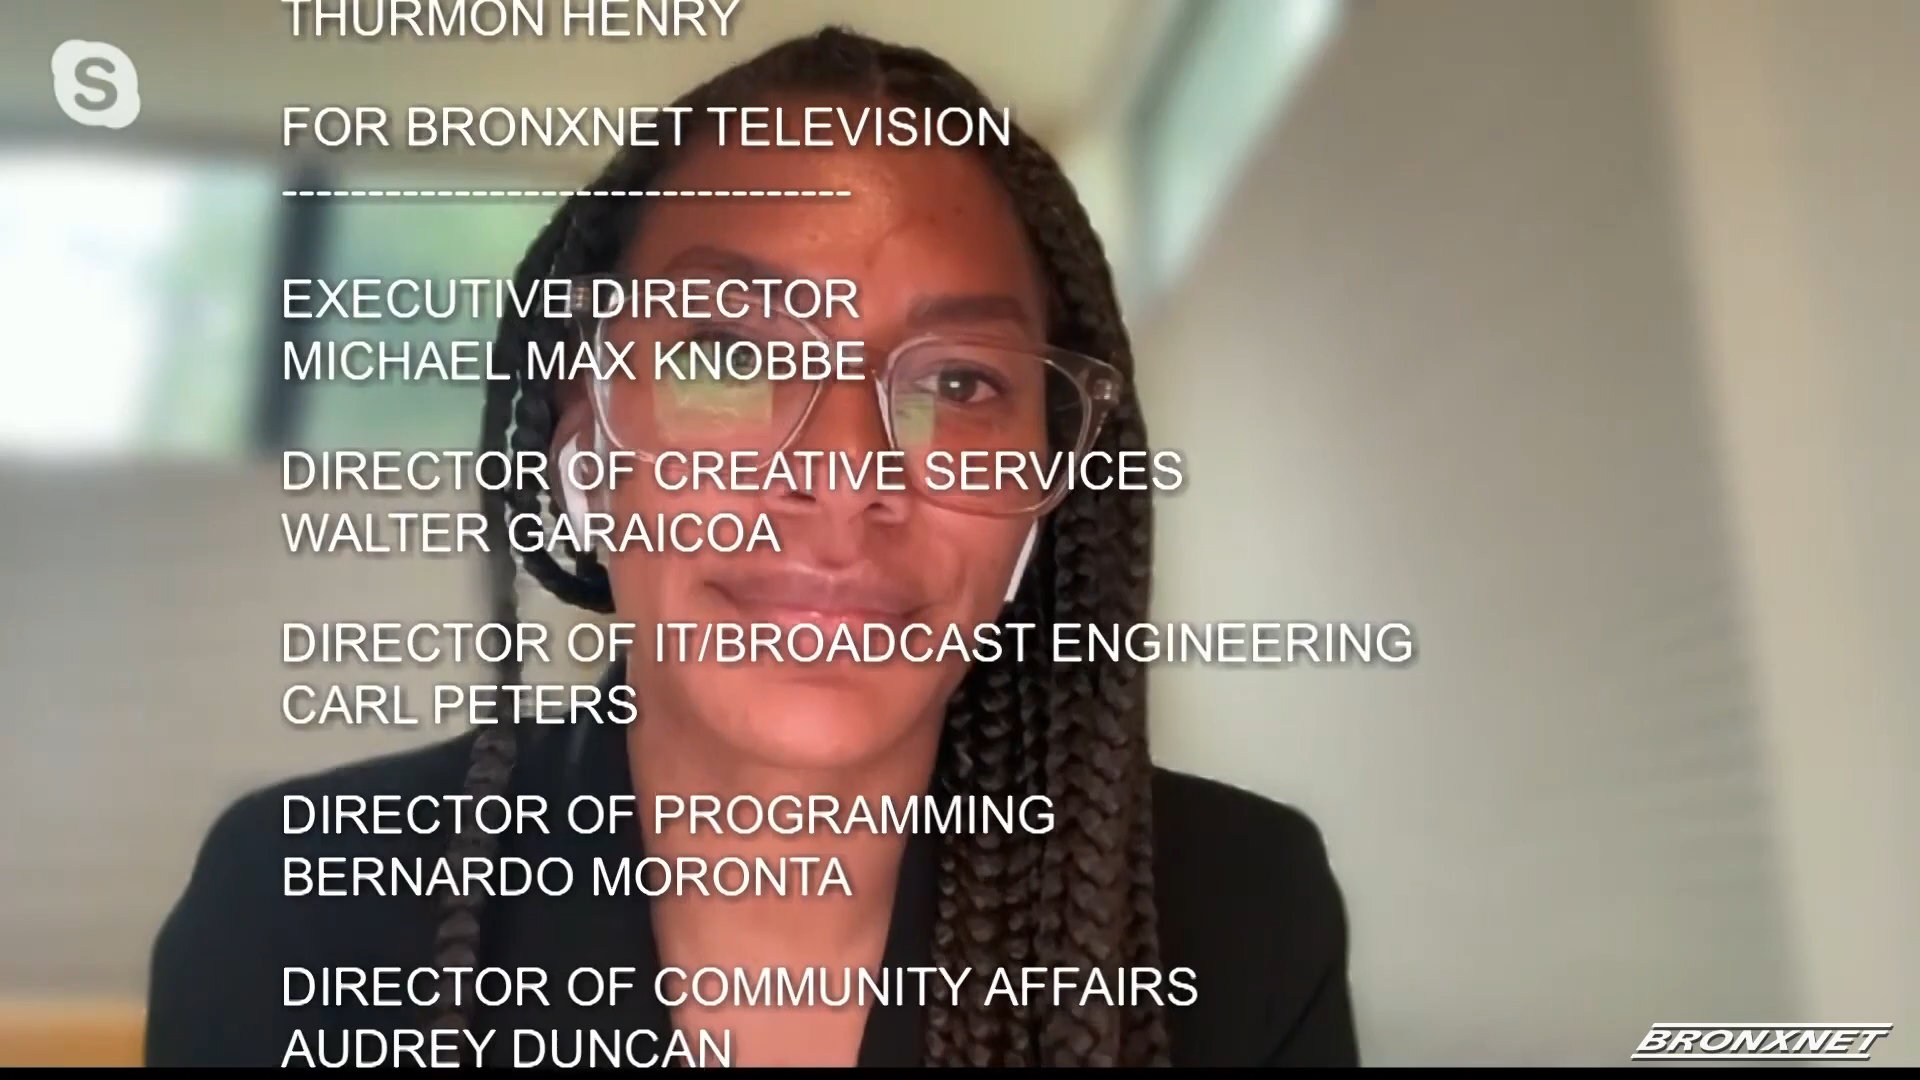 THURMON HENRY
S
FOR BRONXNET TELEVISION
---------------------------------
EXECUTIVE DIRECTOR
MICHAEL MAX KNOBBE
DIRECTOR OF CREATIVE SERVICES
WALTER GARAICOA
DIRECTOR OF IT/BROADCAST ENGINEERING
CARL PETERS
DIRECTOR OF PROGRAMMING
BERNARDO MORONTA
DIRECTOR OF COMMUNITY AFFAIRS
AUDREY DUNCAN
BRONXNET